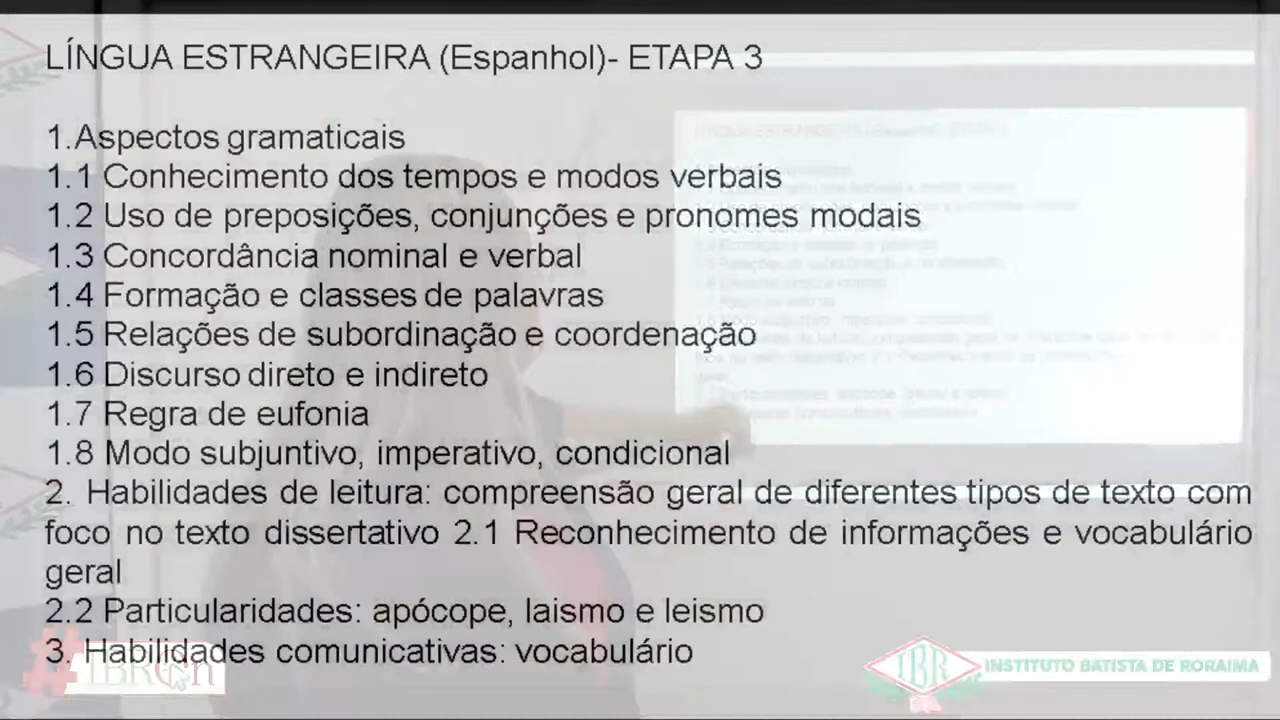 LÍNGUA ESTRANGEIRA (Espanhol)- ETAPA 3
1.Aspectos gramaticais
1.1 Conhecimento dos tempos e modos verbais
1.2 Uso de preposições, conjunções e pronomes modais
1.3 Concordância nominal e verbal
1.4 Formação e classes de palavras
1.5 Relações de subordinação e coordenação
1.6 Discurso direto e indireto
1.7 Regra de eufonia
1.8 Modo subjuntivo, imperativo, condicional
2. Habilidades de leitura: compreensão geral de diferentes tipos de texto com
foco no texto dissertativo 2.1 Reconhecimento de informações e vocabulário
geral
2.2 Particularidades: apócope, laismo e leismo
3. Habilidades comunicativas: vocabulário
#IBROn
IBR
INSTITUTO BATISTA DE RORAIMA